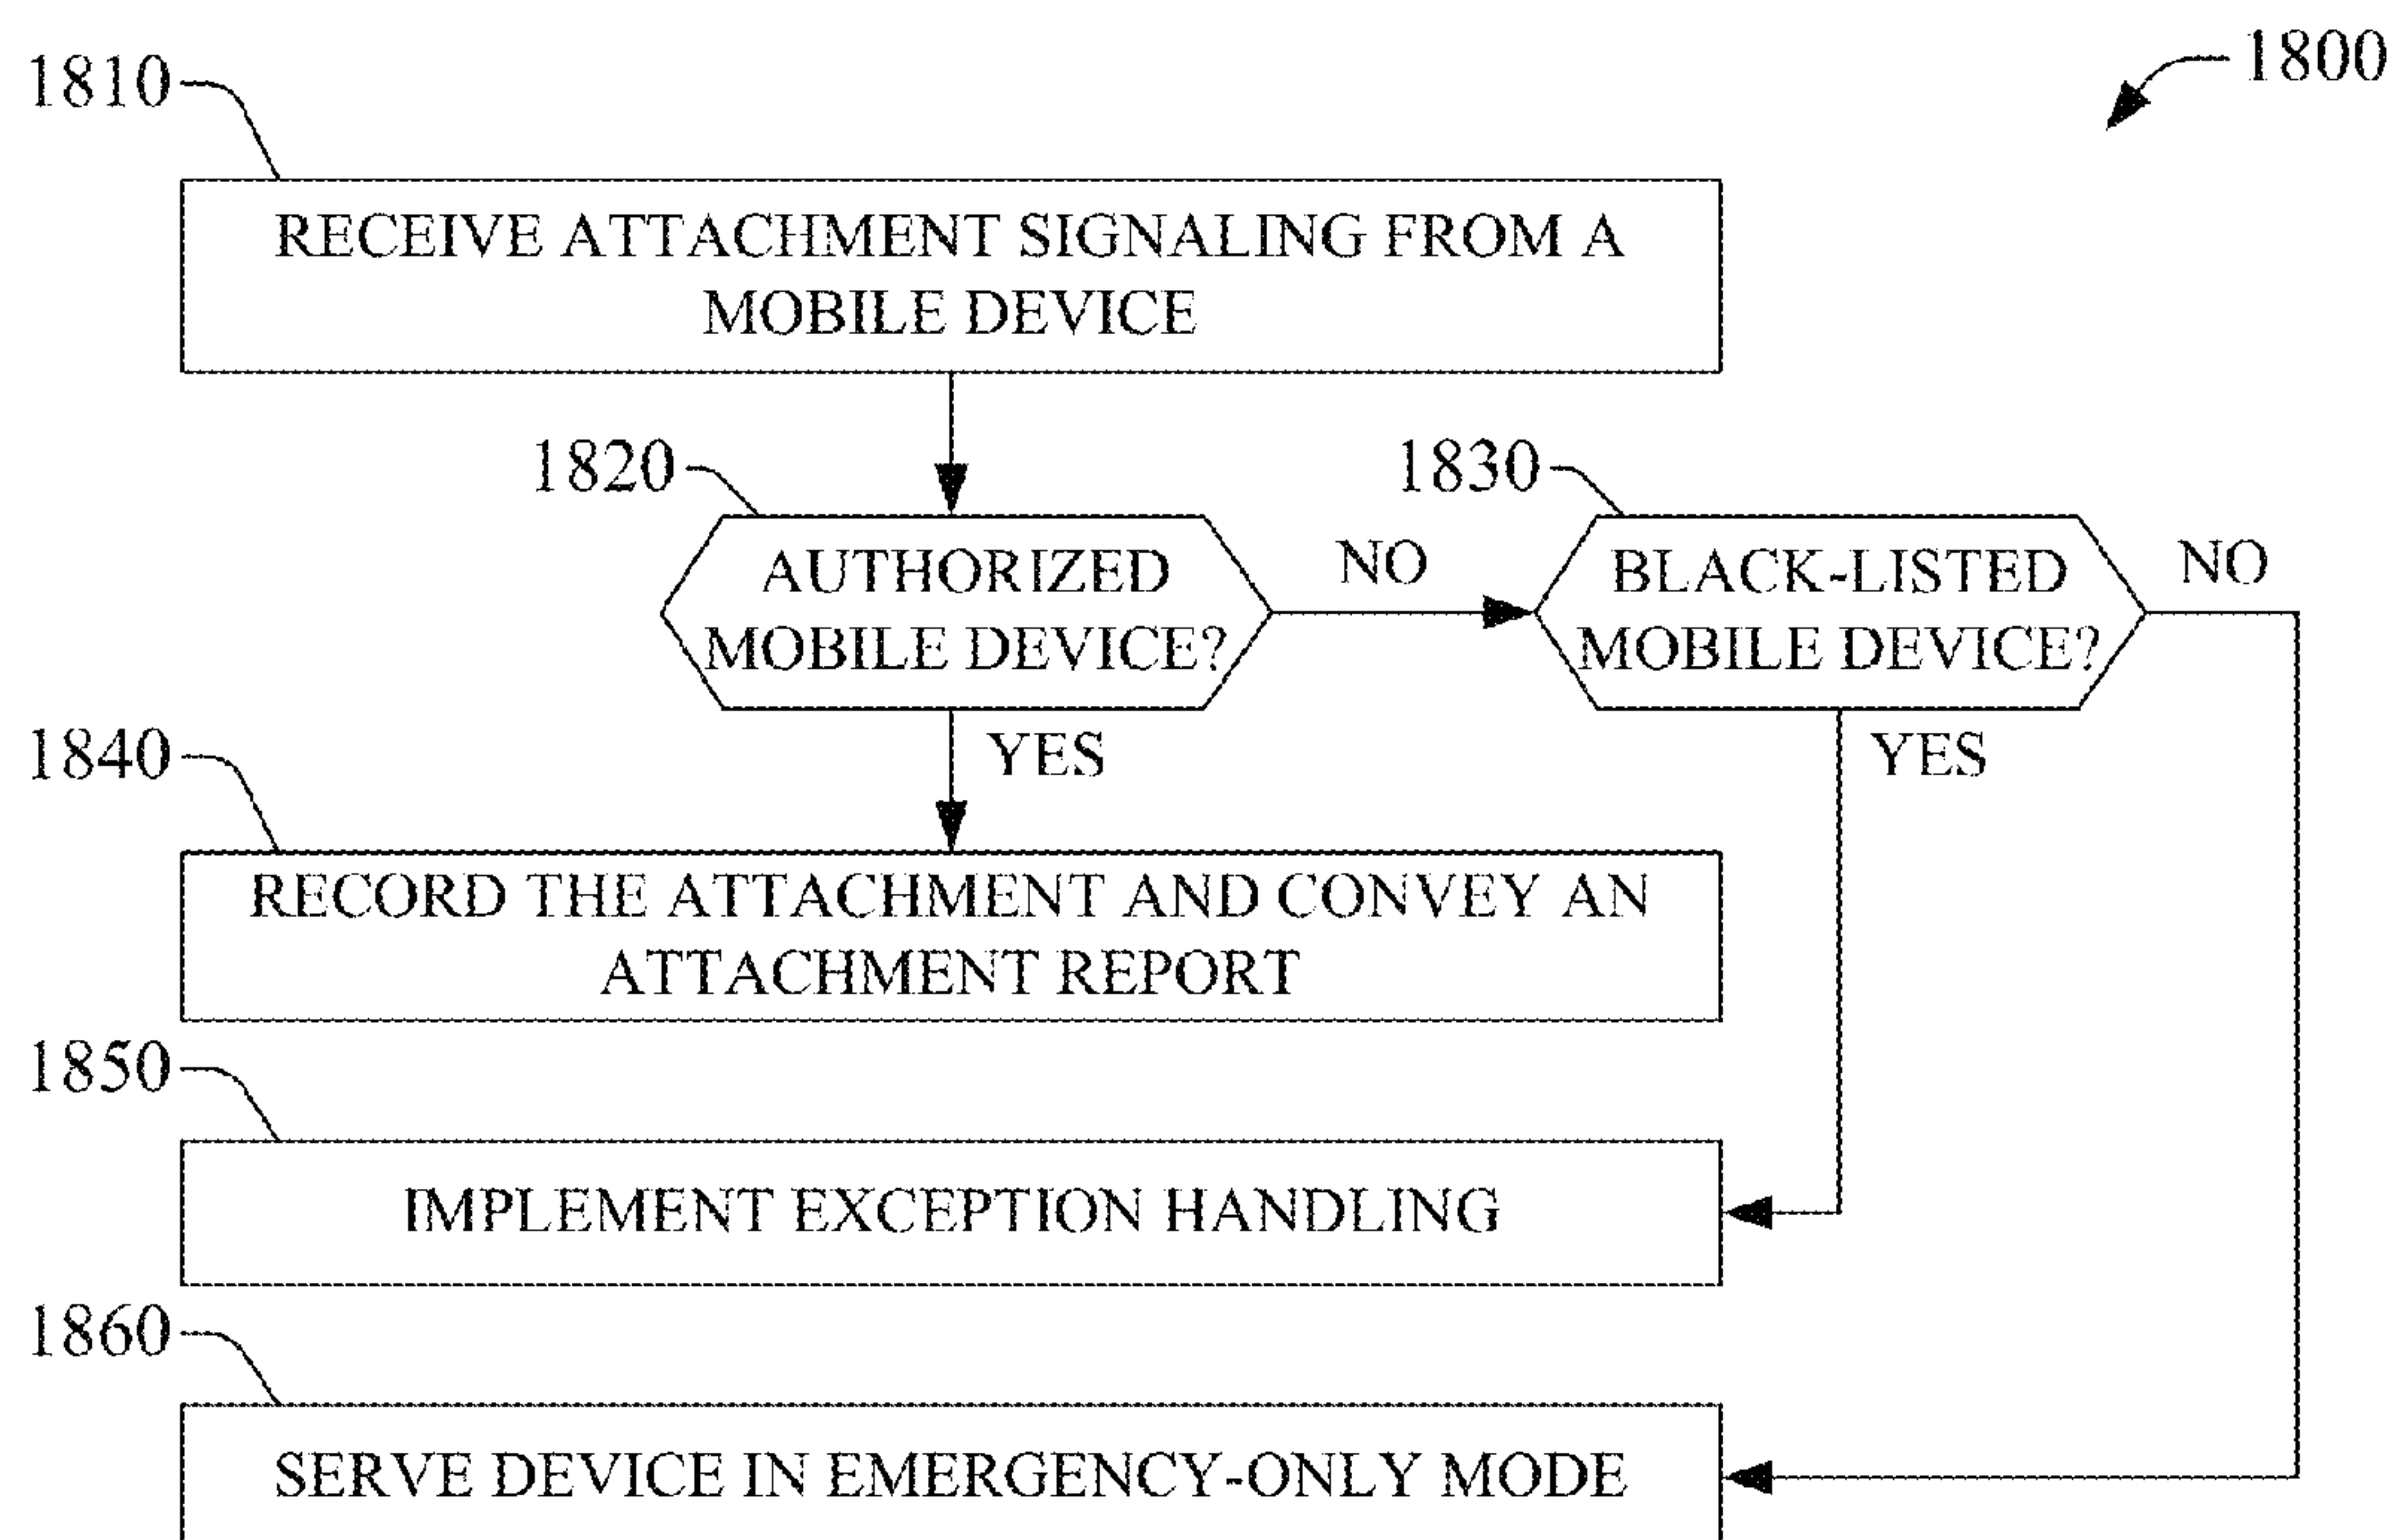 1800
1810
RECEIVE ATTACHMENT SIGNALING FROM A
MOBILE DEVICE
1820
AUTHORIZED
MOBILE DEVICE?
NO
1830
BLACK-LISTED
MOBILE DEVICE?
NO
YES
YES
1840
RECORD THE ATTACHMENT AND CONVEY AN
ATTACHMENT REPORT
1850
IMPLEMENT EXCEPTION HANDLING
1860
SERVE DEVICE IN EMERGENCY-ONLY MODE